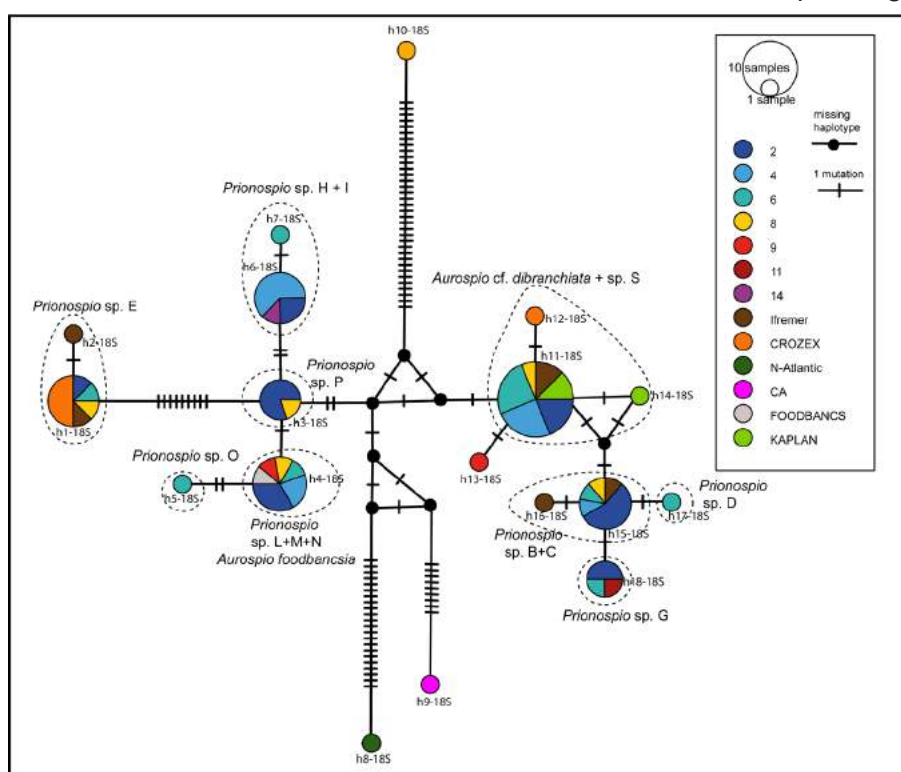 h10-18S
10 samples
1 sample
missing
haplotype
1 mutation
2
4
6
8
9
11
14
Ifremer
CROZEX
N-Atlantic
CA
FOODBANCS
KAPLAN
Prionospio sp. H + I
h7-18S
h6-18S
Prionospio sp. E
h2-18S
h1-18S
Prionospio
sp. P
h3-18S
Aurospio cf. dibranchiata + sp. S
h12-18S
h11-18S
h14-18S
h13-18S
Prionospio sp. O
h5-18S
h4-18S
Prionospio
sp. L+M+N
Aurospio foodbancsia
Prionospio
sp. D
h16-18S
h17-18S
Prionospio
sp. B+C
h15-18S
h18-18S
Prionospio sp. G
h9-18S
h8-18S